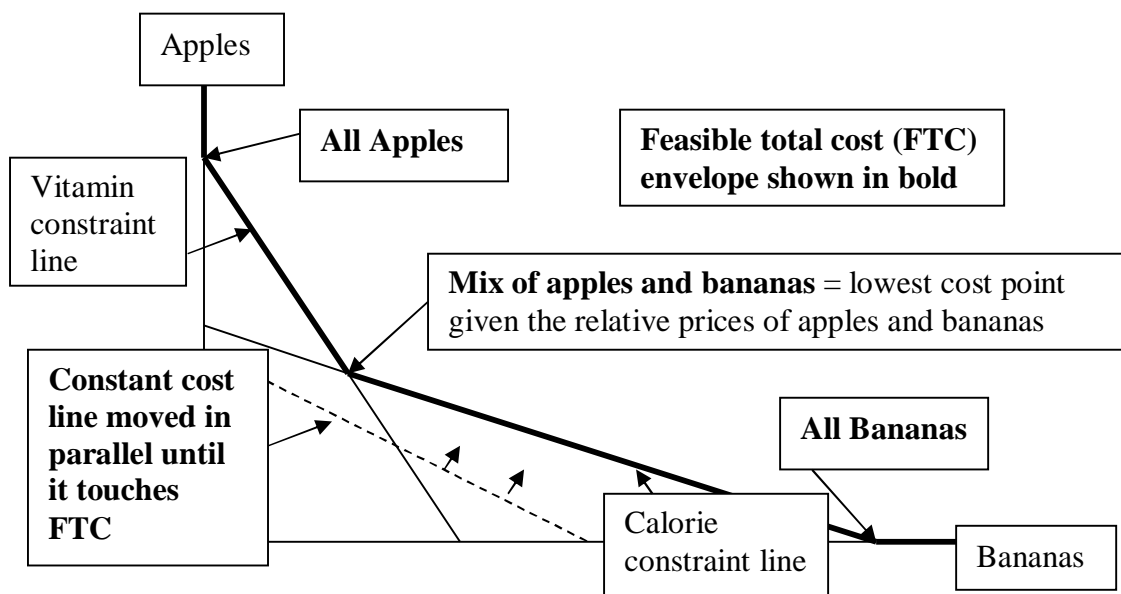 Apples
All Apples
Feasible total cost (FTC)
envelope shown in bold
Vitamin
constraint
line
Mix of apples and bananas = lowest cost point
given the relative prices of apples and bananas
Constant cost
line moved in
parallel until
it touches
FTC
All Bananas
Calorie
constraint line
Bananas